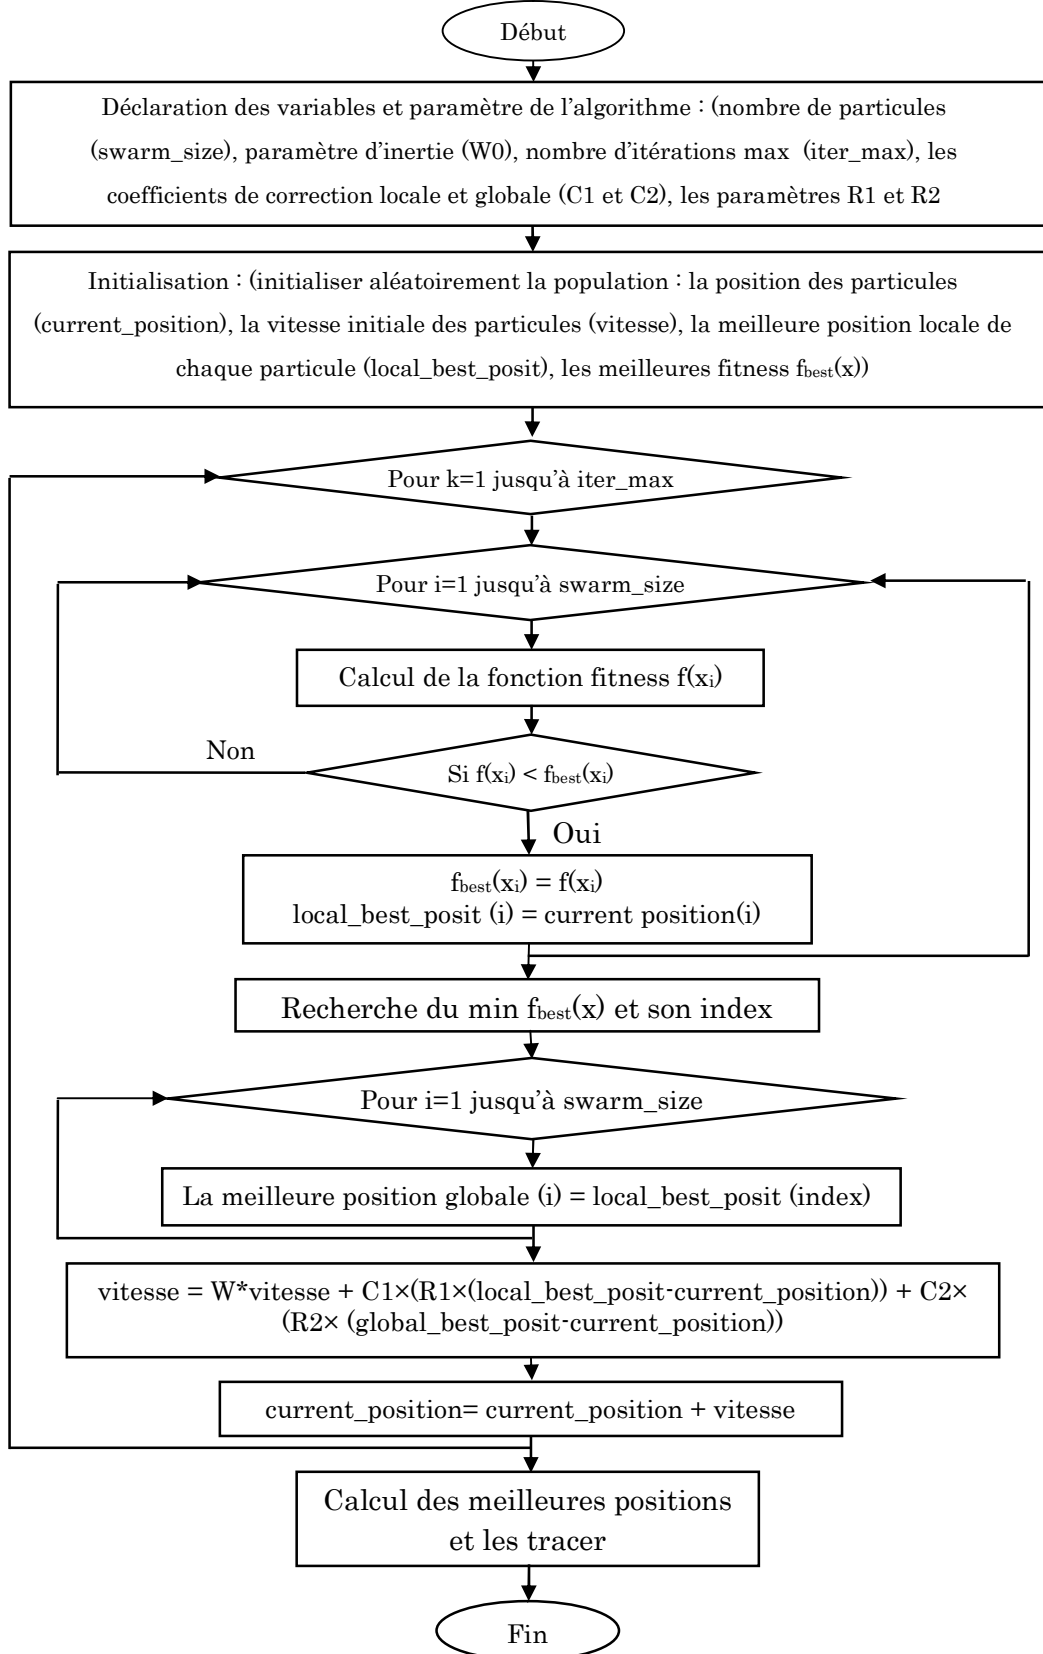 Début
Déclaration des variables et paramètre de l'algorithme : (nombre de particules
(swarm_size), paramètre d'inertie (W0), nombre d'itérations max (iter_max), les
coefficients de correction locale et globale (C1 et C2), les paramètres R1 et R2
Initialisation : (initialiser aléatoirement la population : la position des particules
(current_position), la vitesse initiale des particules (vitesse), la meilleure position locale de
chaque particule (local_best_posit), les meilleures fitness fbest(x))
Pour k=1 jusqu'à iter_max
Pour i=1 jusqu'à swarm_size
Calcul de la fonction fitness f(xi)
Non
Si f(xi) < fbest(xi)
Oui
fbest(xi) = f(xi)
local_best_posit (i) = current position(i)
Recherche du min fbest(x) et son index
Pour i=1 jusqu'à swarm_size
La meilleure position globale (i) = local_best_posit (index)
vitesse = W*vitesse + C1×(R1×(local_best_posit-current_position)) + C2×
(R2× (global_best_posit-current_position))
current_position= current_position + vitesse
Calcul des meilleures positions
et les tracer
Fin